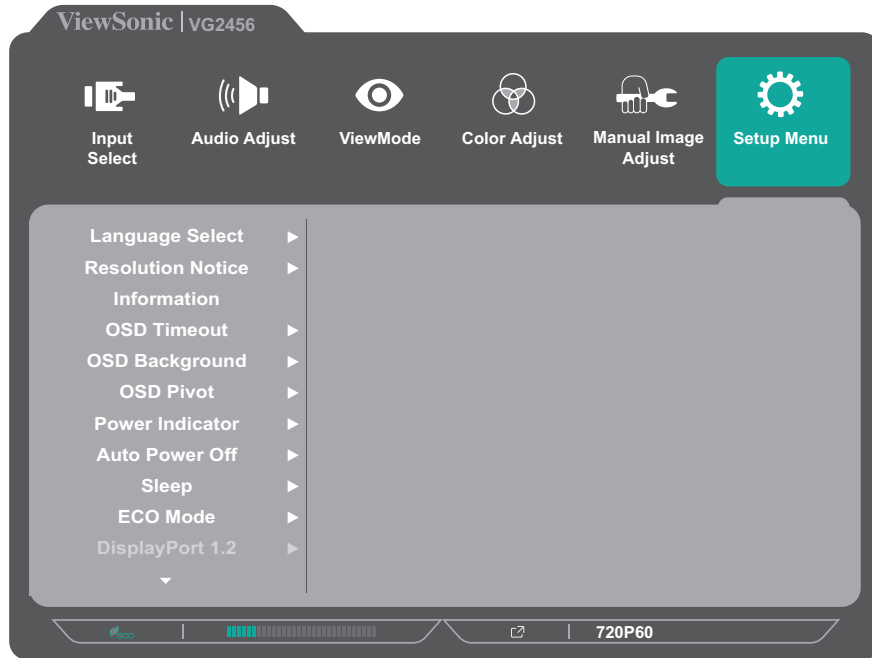 ViewSonic | VG2456
Input Select
Audio Adjust
ViewMode
Color Adjust
Manual Image Adjust
Setup Menu
Language Select
Resolution Notice
Information
OSD Timeout
OSD Background
OSD Pivot
Power Indicator
Auto Power Off
Sleep
ECO Mode
DisplayPort 1.2
eco
720P60